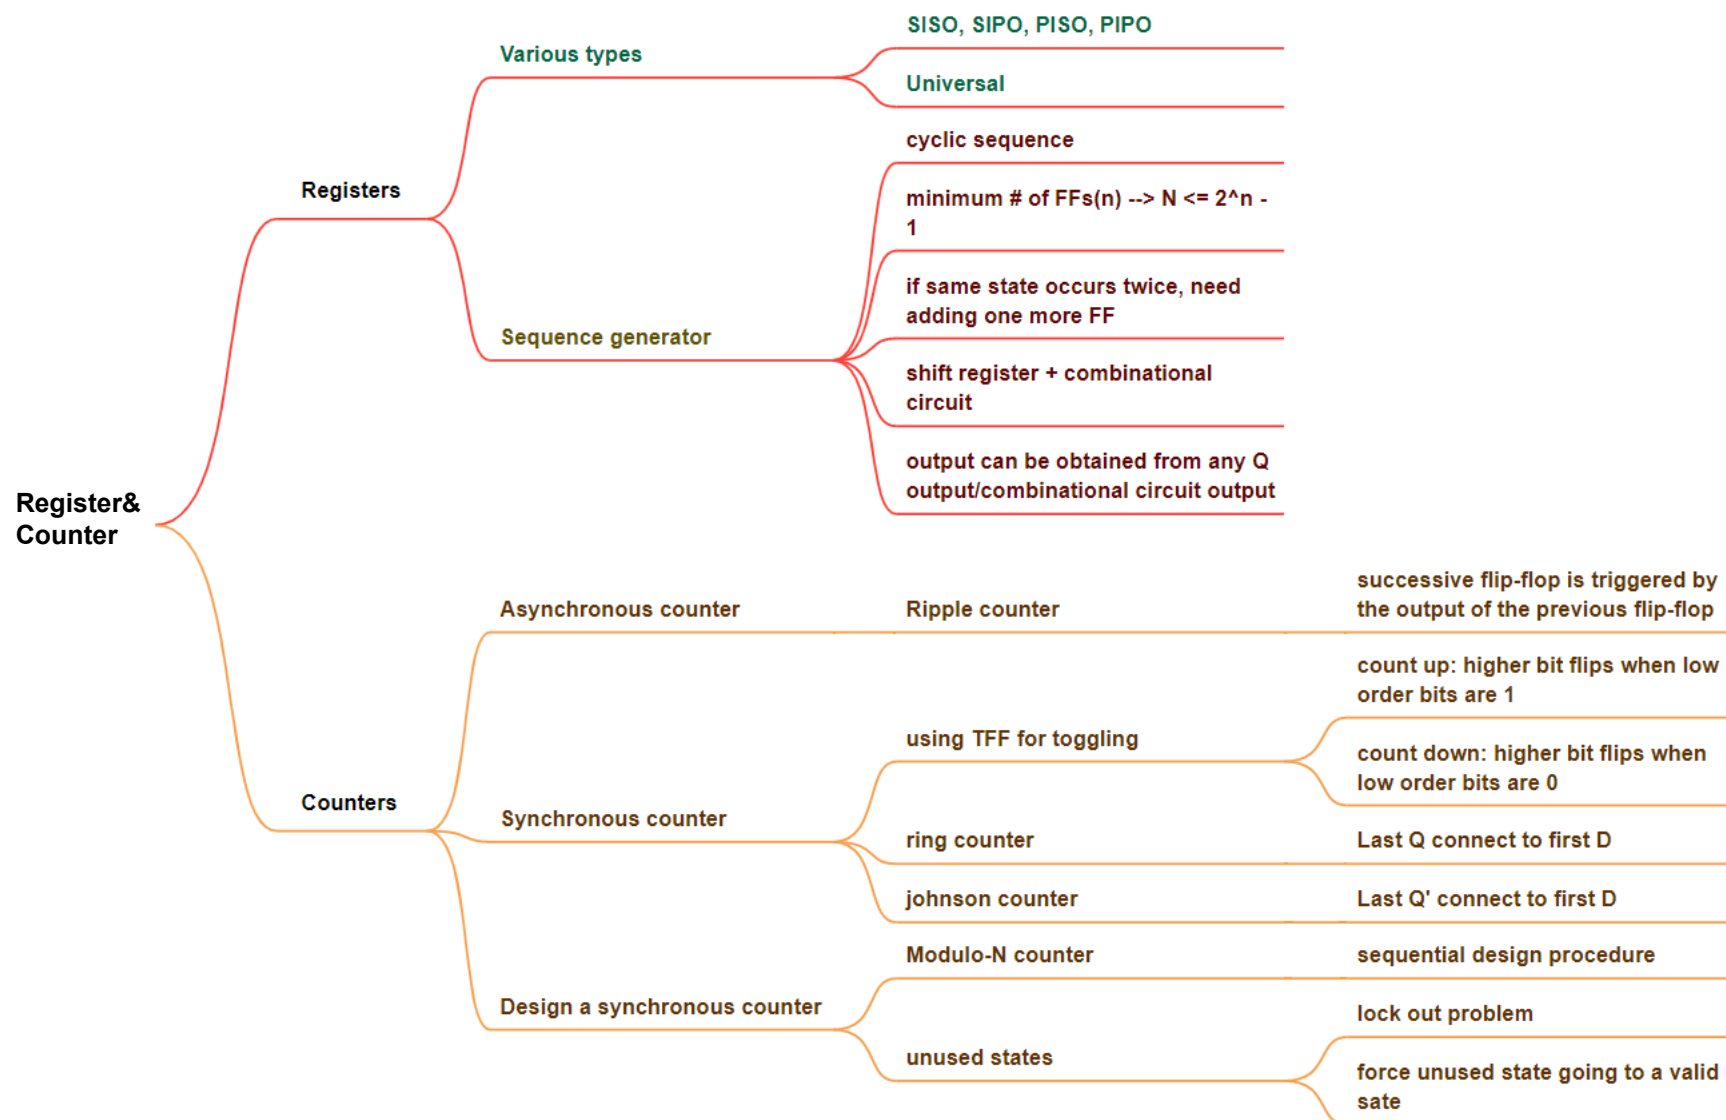 SISO, SIPO, PISO, PIPO
Various types
Universal
cyclic sequence
Registers
minimum # of FFs(n) --> N <= 2^n -
1
if same state occurs twice, need
adding one more FF
Sequence generator
shift register + combinational
circuit
output can be obtained from any Q
output/combinational circuit output
Register&
Counter
successive flip-flop is triggered by
the output of the previous flip-flop
Asynchronous counter
Ripple counter
count up: higher bit flips when low
order bits are 1
using TFF for toggling
count down: higher bit flips when
low order bits are 0
Counters
Synchronous counter
ring counter
Last Q connect to first D
johnson counter
Last Q' connect to first D
Modulo-N counter
sequential design procedure
Design a synchronous counter
lock out problem
unused states
force unused state going to a valid
sate